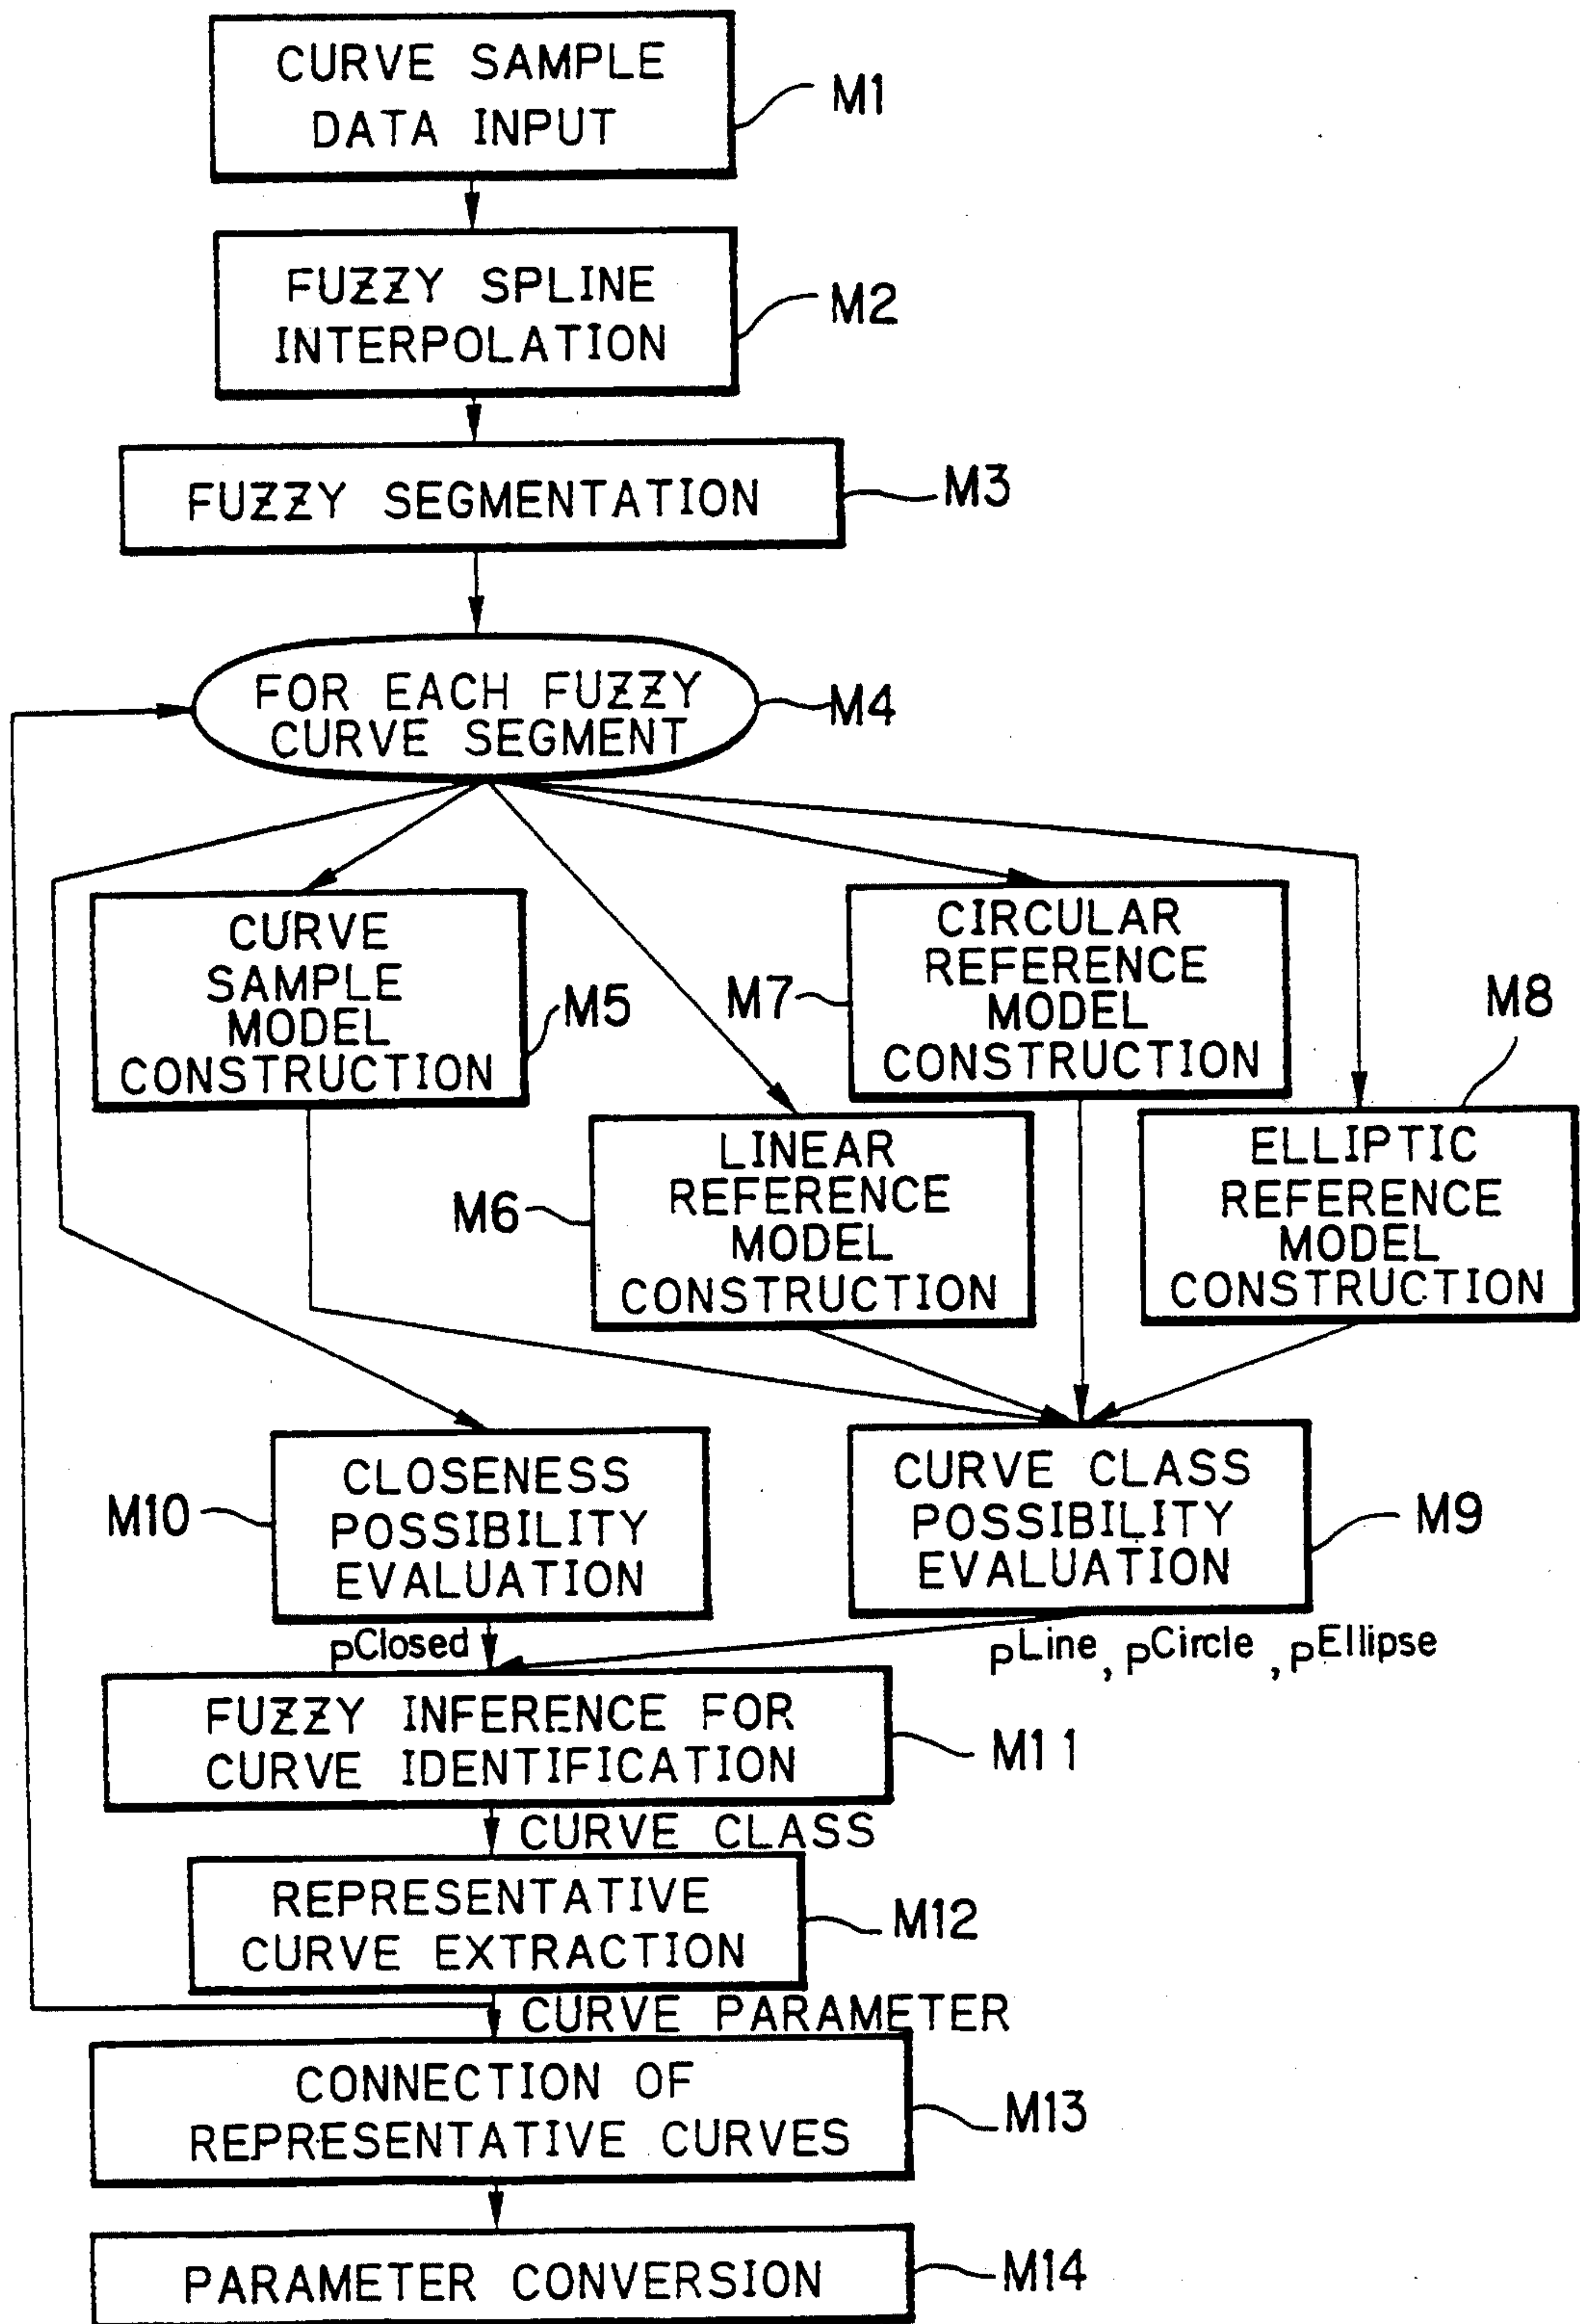 CURVE SAMPLE
DATA INPUT
M1
FUZZY SPLINE
INTERPOLATION
M2
FUZZY SEGMENTATION
M3
FOR EACH FUZZY
CURVE SEGMENT
M4
CURVE
SAMPLE
MODEL
CONSTRUCTION
M5
CIRCULAR
REFERENCE
MODEL
CONSTRUCTION
M7
M8
LINEAR
REFERENCE
MODEL
CONSTRUCTION
M6
ELLIPTIC
REFERENCE
MODEL
CONSTRUCTION
CLOSENESS
POSSIBILITY
EVALUATION
M10
CURVE CLASS
POSSIBILITY
EVALUATION
M9
pClosed
pLine, pCircle, pEllipse
FUZZY INFERENCE FOR
CURVE IDENTIFICATION
M11
CURVE CLASS
REPRESENTATIVE
CURVE EXTRACTION
M12
CURVE PARAMETER
CONNECTION OF
REPRESENTATIVE CURVES
M13
PARAMETER CONVERSION
M14